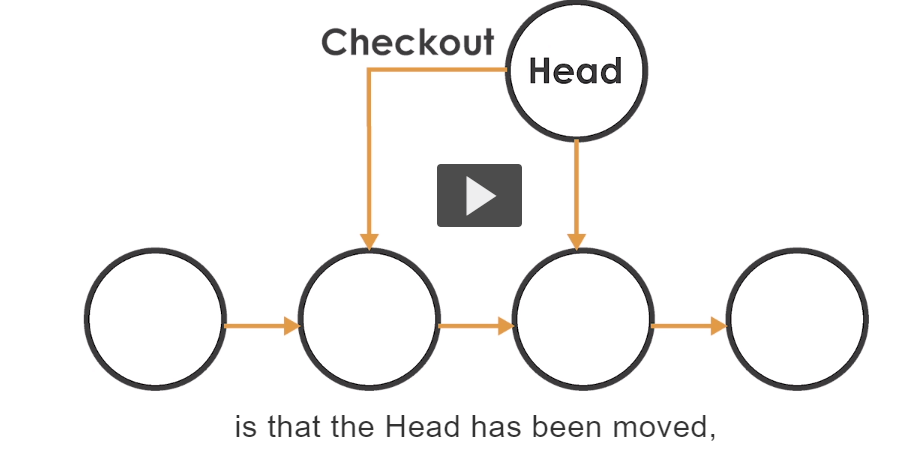 Checkout
Head
is that the Head has been moved,